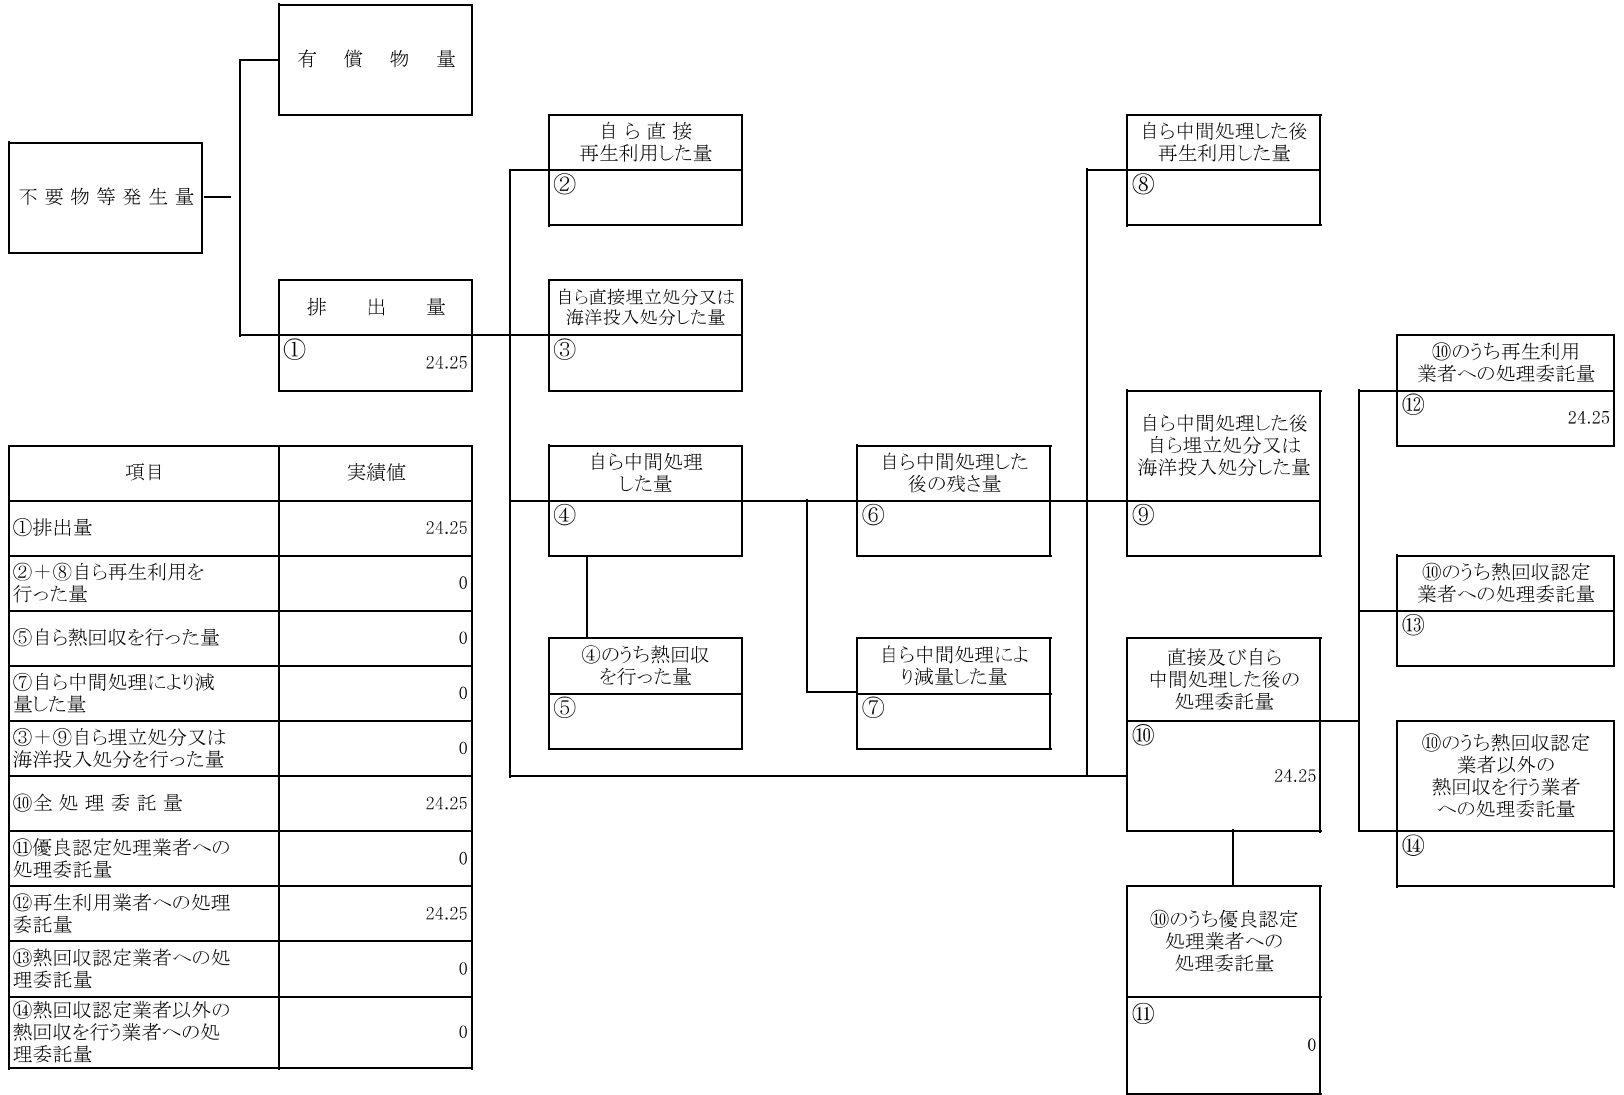 有償物量
不要物等発生量
排出量
①
24.25
自ら直接
再生利用した量
②
自ら直接埋立処分又は
海洋投入処分した量
③
自ら中間処理
した量
④
④のうち熱回収
を行った量
⑤
自ら中間処理した
後の残さ量
⑥
自ら中間処理によ
り減量した量
⑦
自ら中間処理した後
再生利用した量
⑧
自ら中間処理した後
自ら埋立処分又は
海洋投入処分した量
⑨
直接及び自ら
中間処理した後の
処理委託量
⑩
24.25
⑩のうち優良認定
処理業者への
処理委託量
⑪
0
⑩のうち再生利用
業者への処理委託量
⑫
24.25
⑩のうち熱回収認定
業者への処理委託量
⑬
⑩のうち熱回収認定
業者以外の
熱回収を行う業者
への処理委託量
⑭
項目 実績値
①排出量 24.25
②＋⑧自ら再生利用を
行った量 0
⑤自ら熱回収を行った量 0
⑦自ら中間処理により減
量した量 0
③＋⑨自ら埋立処分又は
海洋投入処分を行った量 0
⑩全処理委託量 24.25
⑪優良認定処理業者への
処理委託量 0
⑫再生利用業者への処理
委託量 24.25
⑬熱回収認定業者への処
理委託量 0
⑭熱回収認定業者以外の
熱回収を行う業者への処
理委託量 0